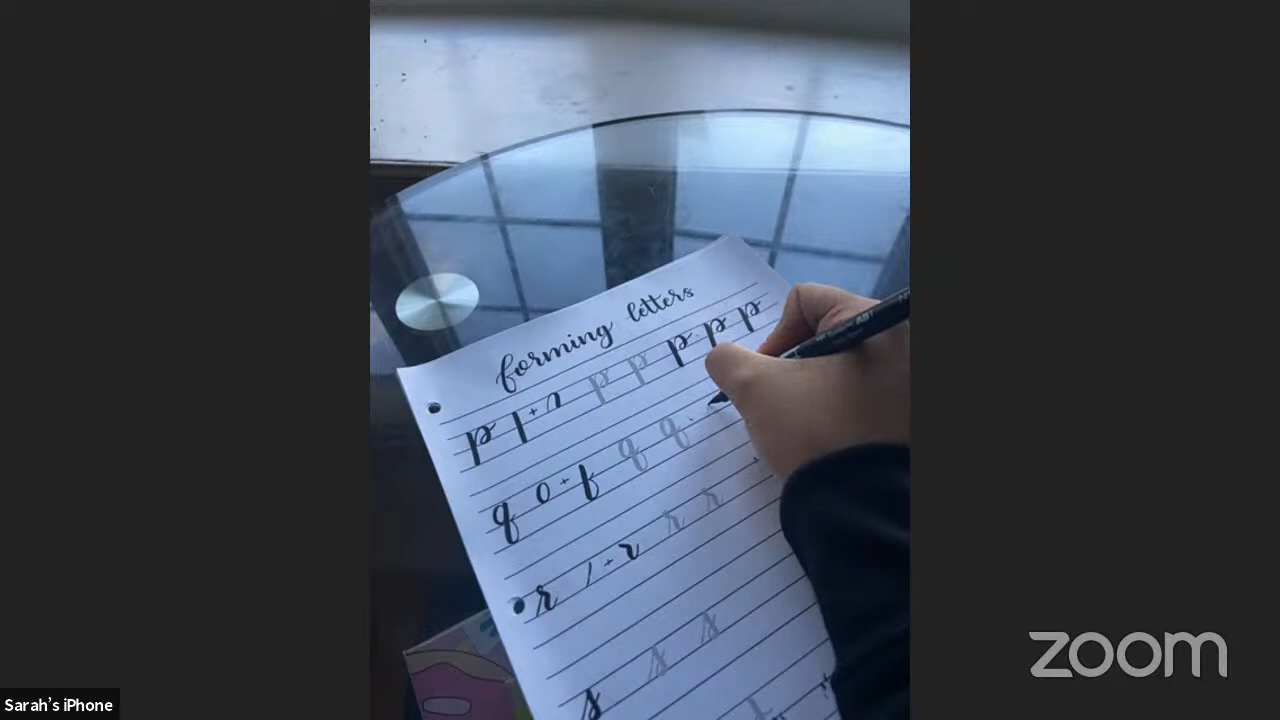 forming letters
p l + n p p p p p
q o + f q q
r / + r r r
s s s
Sarah's iPhone
zoom